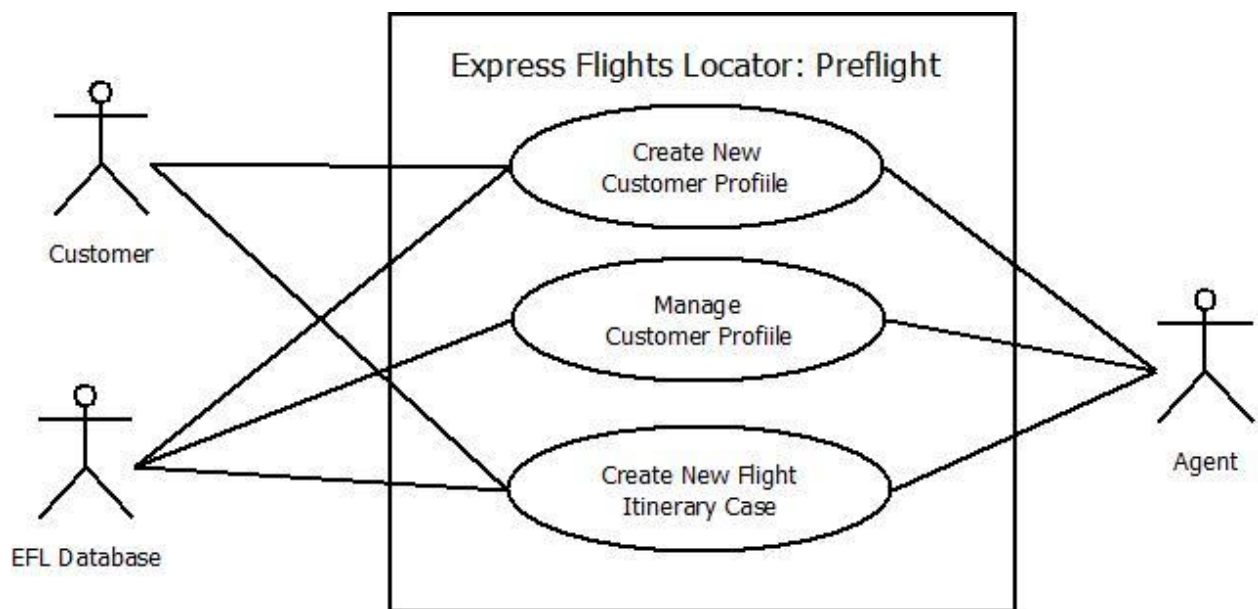 Express Flights Locator: Preflight
Create New
Customer Profiile
Customer
Manage
Customer Profiile
Agent
Create New Flight
Itinerary Case
EFL Database